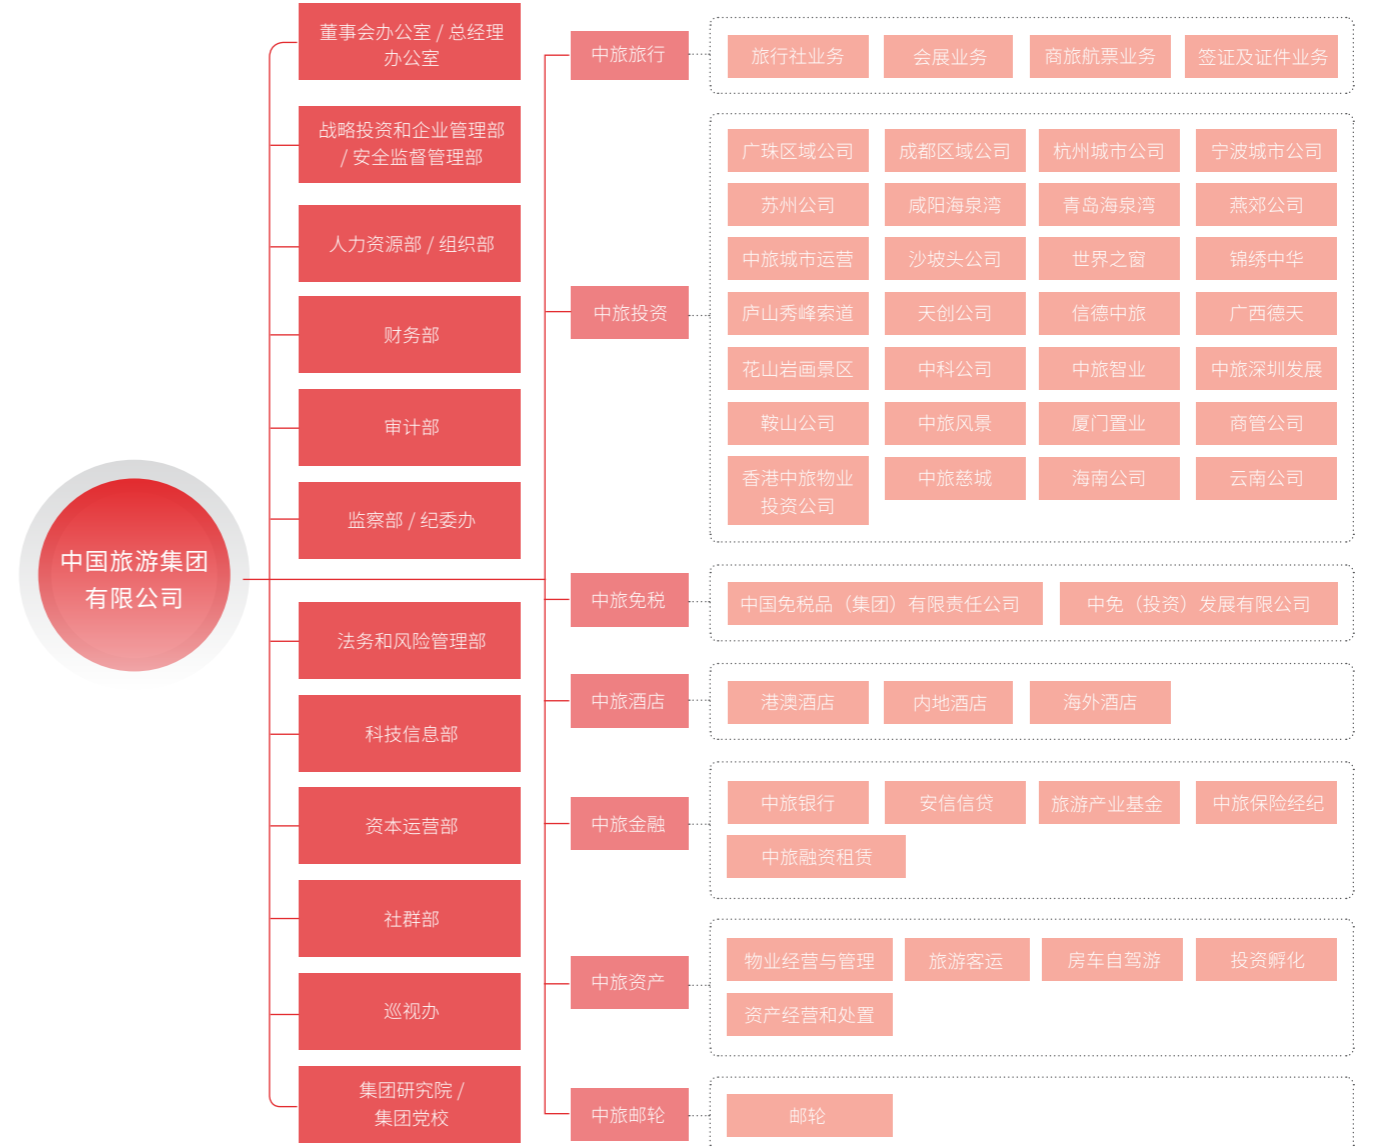 中国旅游集团
有限公司
董事会办公室 / 总经理
办公室
战略投资和企业管理部
/ 安全监督管理部
人力资源部 / 组织部
财务部
审计部
监察部 / 纪委办
法务和风险管理部
科技信息部
资本运营部
社群部
巡视办
集团研究院 /
集团党校
中旅旅行
旅行社业务 会展业务 商旅航票业务 签证及证件业务
中旅投资
广珠区域公司 成都区域公司 杭州城市公司 宁波城市公司
苏州公司 咸阳海泉湾 青岛海泉湾 燕郊公司
中旅城市运营 沙坡头公司 世界之窗 锦绣中华
庐山秀峰索道 天创公司 信德中旅 广西德天
花山岩画景区 中科公司 中旅智业 中旅深圳发展
鞍山公司 中旅风景 厦门置业 商管公司
香港中旅物业
投资公司
中旅慈城 海南公司 云南公司
中旅免税
中国免税品（集团）有限责任公司 中免（投资）发展有限公司
中旅酒店
港澳酒店 内地酒店 海外酒店
中旅金融
中旅银行 安信信贷 旅游产业基金 中旅保险经纪
中旅融资租赁
中旅资产
物业经营与管理 旅游客运 房车自驾游 投资孵化
资产经营和处置
中旅邮轮
邮轮